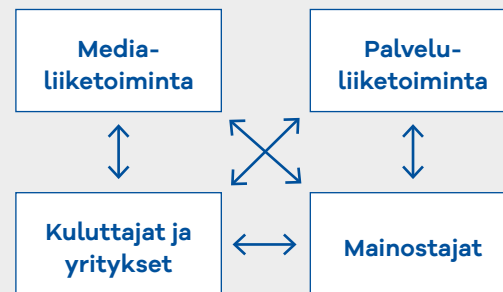 Media-
liiketoiminta
Palvelu-
liiketoiminta
Kuluttajat ja
yritykset
Mainostajat